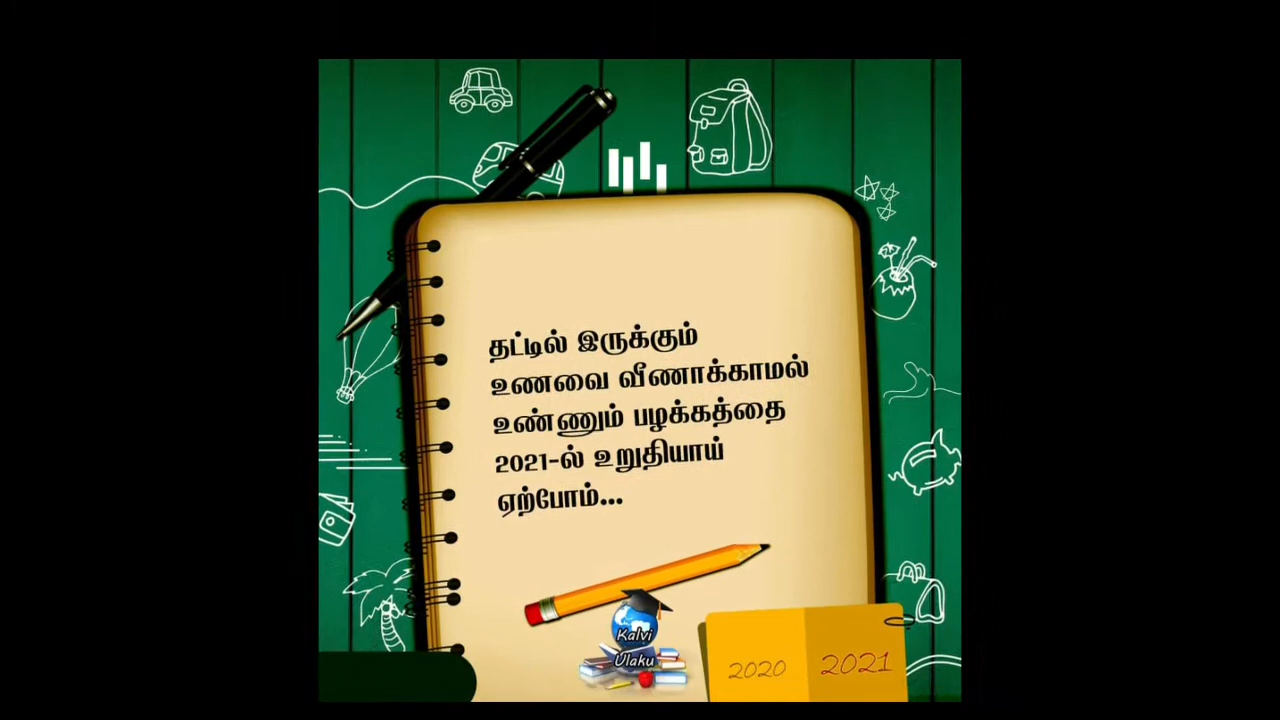 தட்டில் இருக்கும்
உணவை வீணாக்காமல்
உண்ணும் பழக்கத்தை
2021-ல் உறுதியாய்
ஏற்போம்...
Kalvi
Ulaku
2020 2021